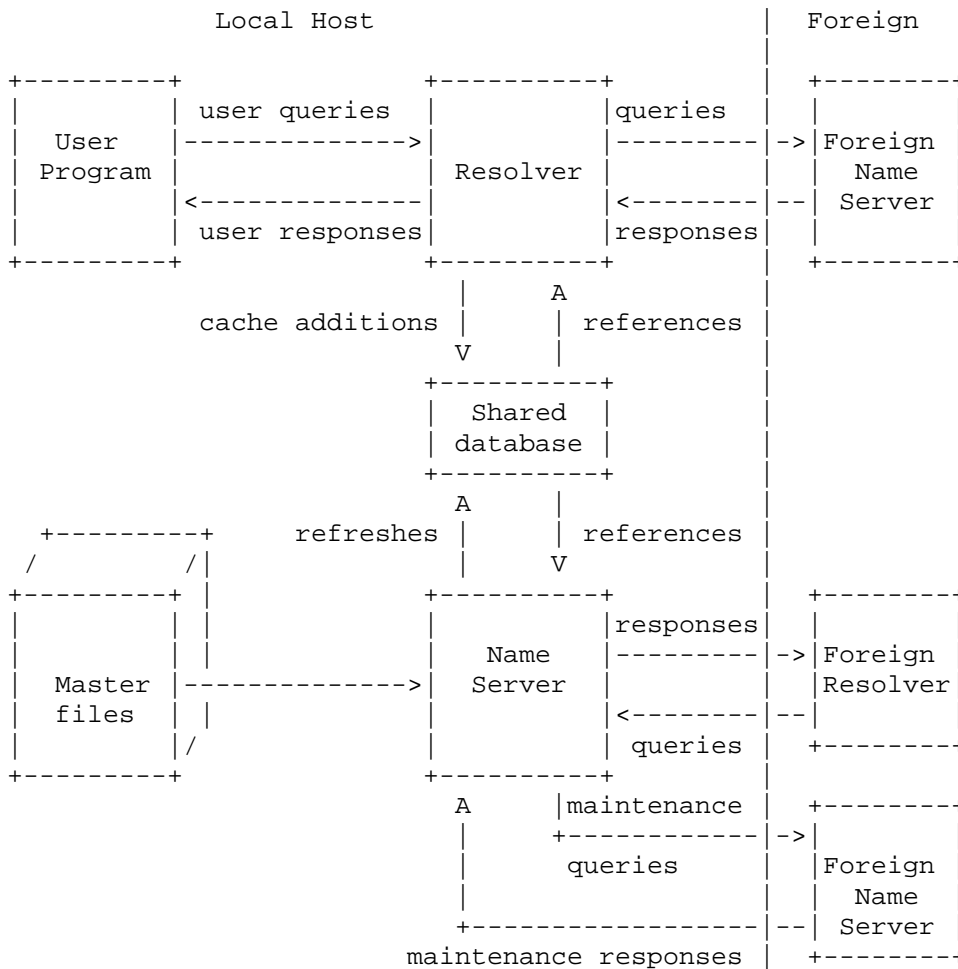 Local Host | Foreign
|
+---------+ +----------+ | +---------
| | user queries | |queries | |
| User |-------------->| |---------|->|Foreign
| Program | | Resolver | | | Name
| |<--------------| |<--------|--| Server
| | user responses| |responses| |
+---------+ +----------+ | +---------
| A |
cache additions | | references |
V | |
+----------+ |
| Shared | |
| database | |
+----------+ |
A | |
+---------+ refreshes | | references |
/ /| | V |
+---------+ | +----------+ | +---------
| | | | |responses| |
| | | | Name |---------|->|Foreign
| Master |-------------->| Server | | |Resolver
| files | | | |<--------|--|
| |/ | | queries | +---------
+---------+ +----------+ |
A |maintenance | +---------
| +------------|->|
| queries | |Foreign
| | | Name
+------------------|--| Server
maintenance responses | +---------